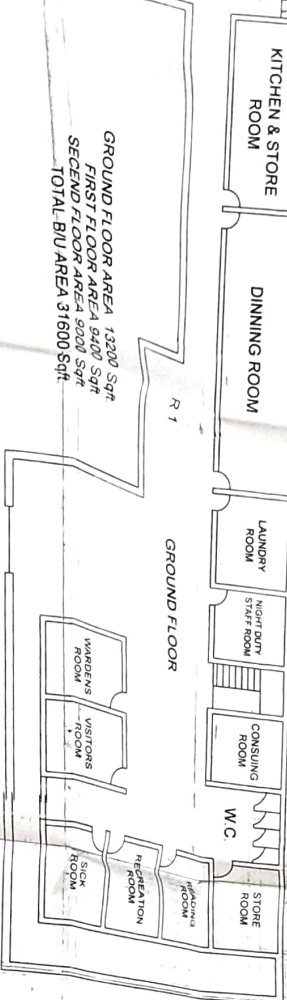 KITCHEN & STORE
ROOM
DINNING ROOM
LAUNDRY
ROOM
NIGHT DUTY
STAFF ROOM
CONSUING
ROOM
W.C.
STORE
ROOM
READING
ROOM
RECREATION
ROOM
SICK
ROOM
VISITORS
ROOM
WARDENS
ROOM
GROUND FLOOR
R 1
GROUND FLOOR AREA 13200 Sqft.
FIRST FLOOR AREA 9400 Sqft
SECEND FLOOR AREA 9000 Sqft
TOTAL B/U AREA 31600 Sqft.